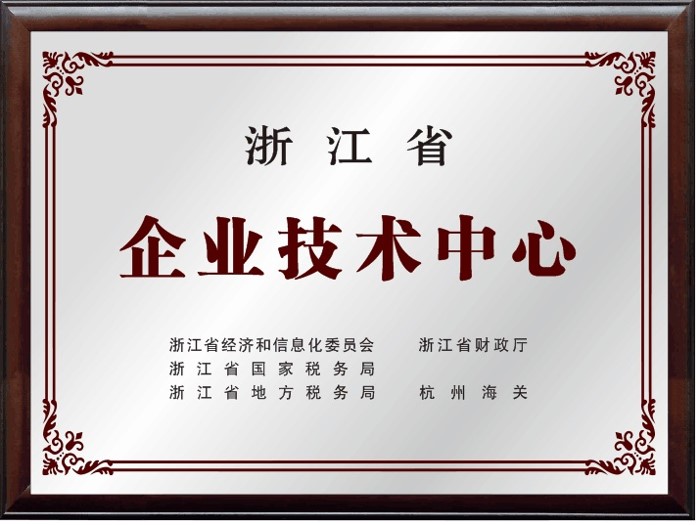 浙江省
企业技术中心
浙江省经济和信息化委员会 浙江省财政厅
浙江省国家税务局
浙江省地方税务局 杭州海关